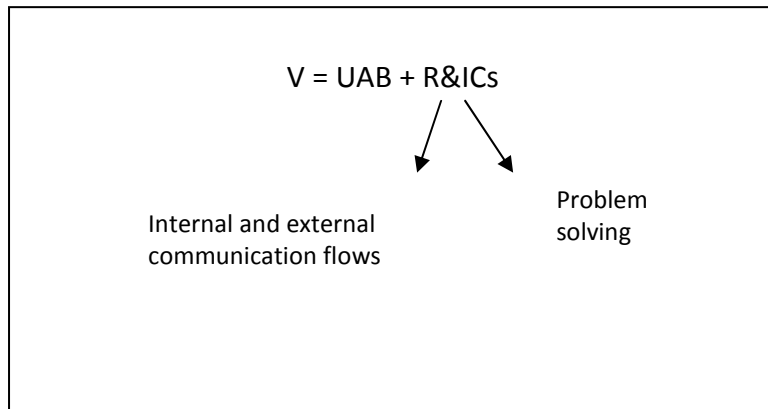 V = UAB + R&ICs
Internal and external
communication flows
Problem
solving